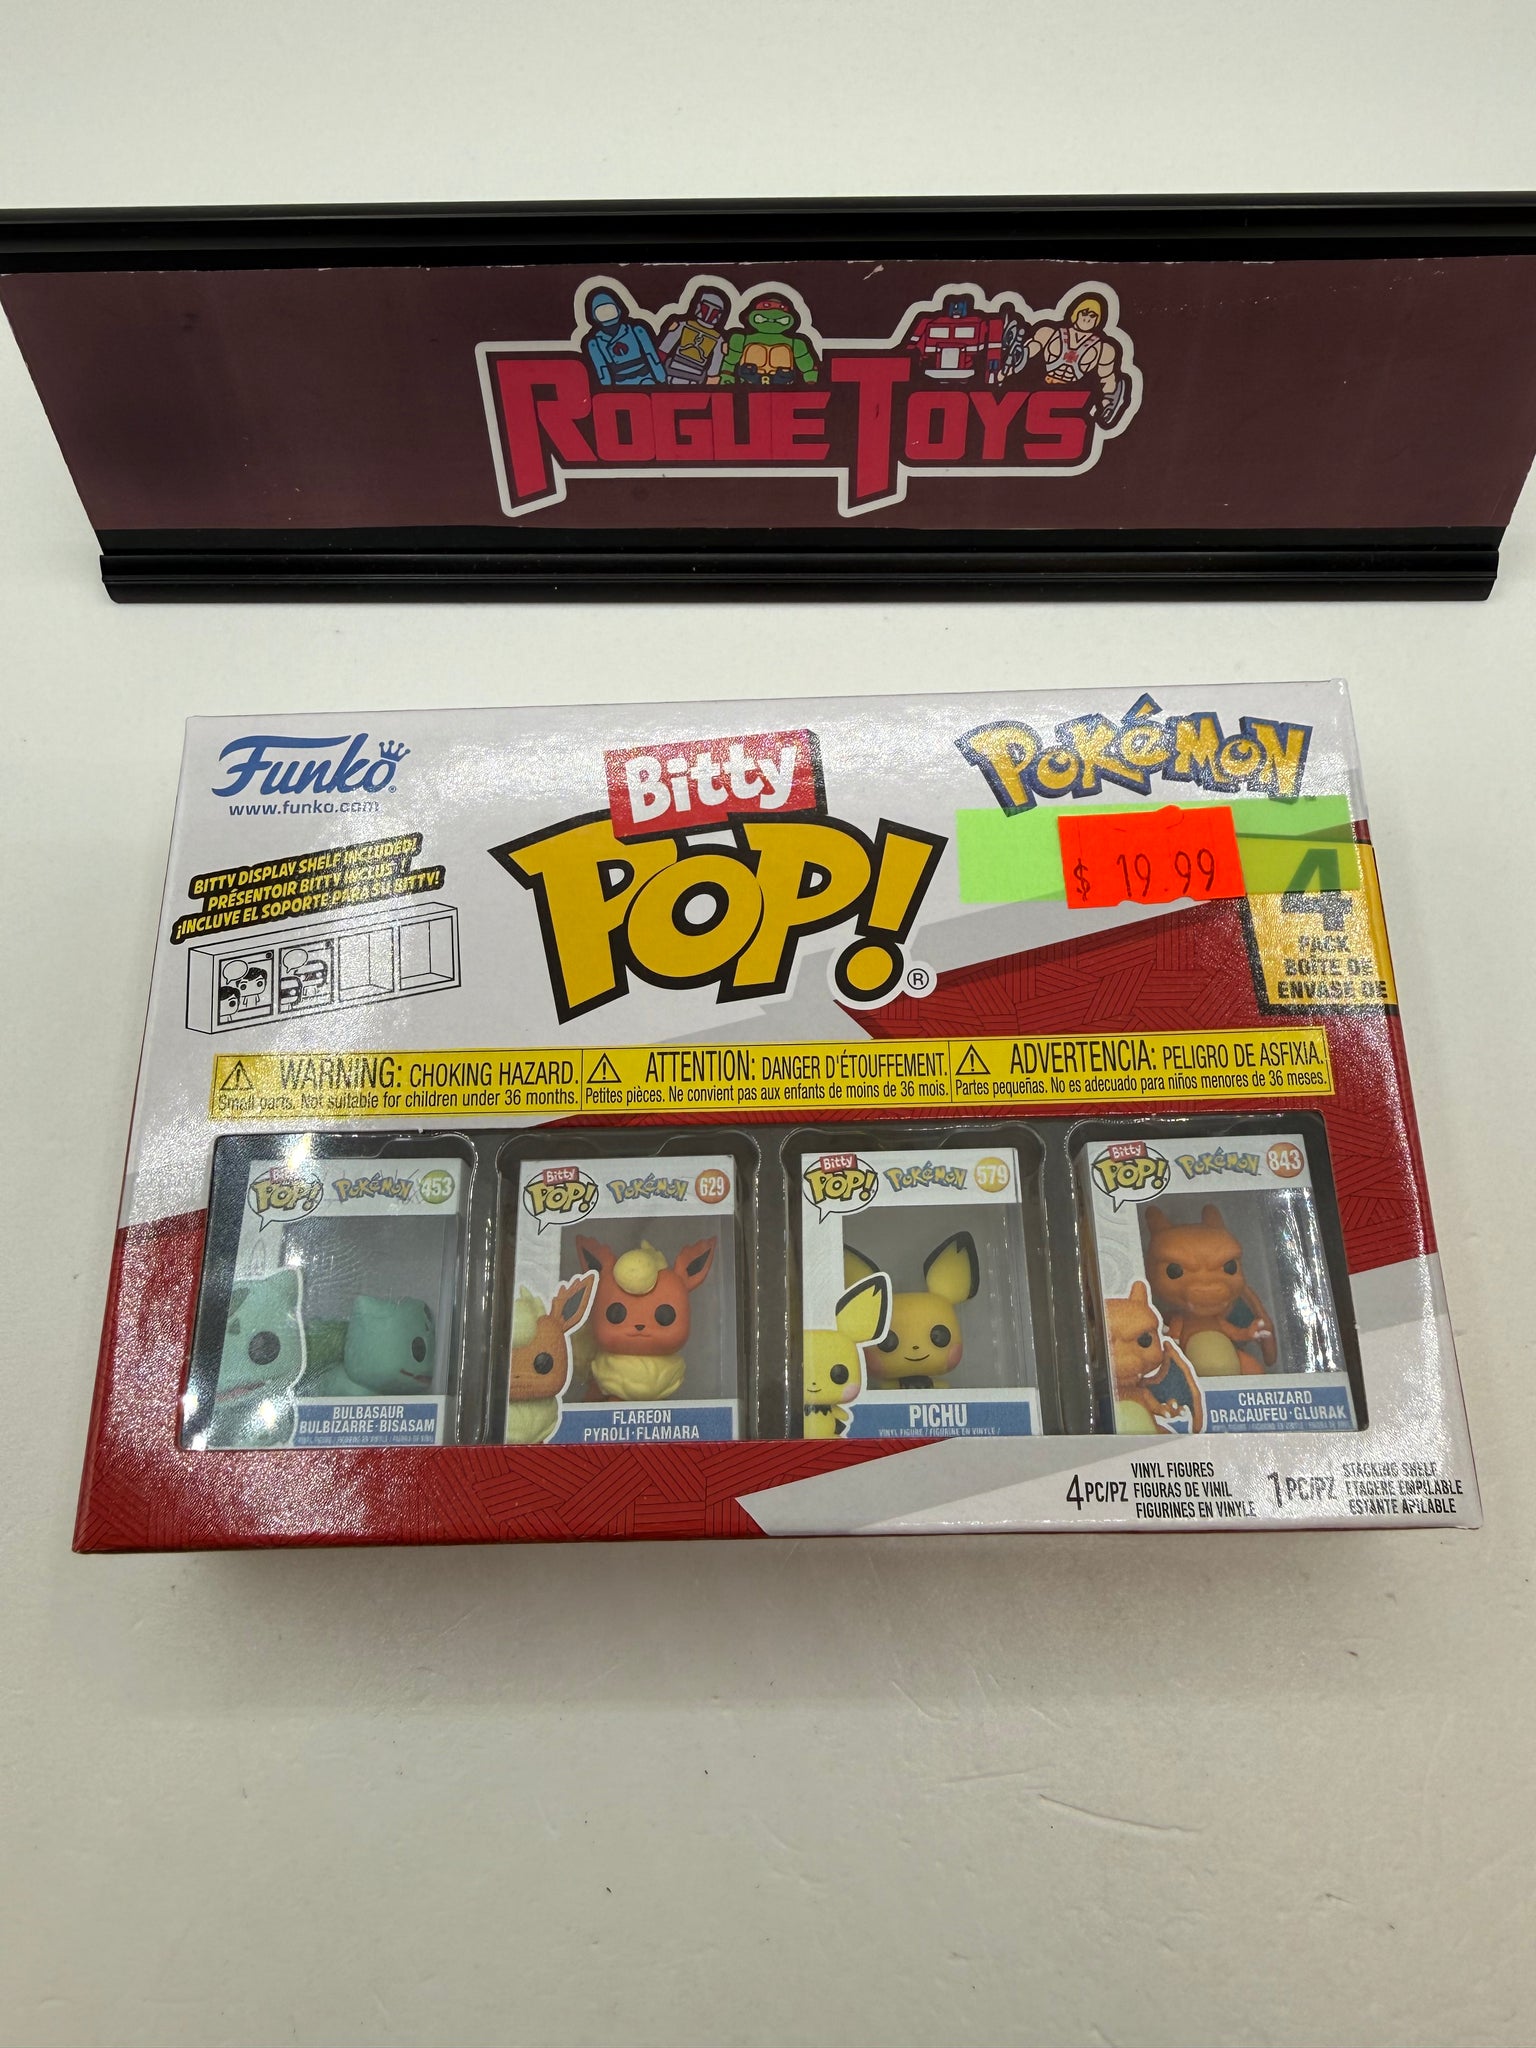 ROGUE TOYS
Funko
www.funko.com
Bitty
POP!
®
POKéMON
$ 19.99
BITTY DISPLAY SHELF INCLUDED!
PRÉSENTOIR BITTY INCLUS !
¡INCLUYE EL SOPORTE PARA SU BITTY!
4
PACK
BOÎTE DE
ENVASE DE
WARNING: CHOKING HAZARD.
Small parts. Not suitable for children under 36 months.
ATTENTION: DANGER D'ÉTOUFFEMENT.
Petites pièces. Ne convient pas aux enfants de moins de 36 mois.
ADVERTENCIA: PELIGRO DE ASFIXIA.
Partes pequeñas. No es adecuado para niños menores de 36 meses.
Bitty
POP!
POKéMON
453
BULBASAUR
BULBIZARRE·BISASAM
Bitty
POP!
POKéMON
629
FLAREON
PYROLI·FLAMARA
Bitty
POP!
POKéMON
579
PICHU
VINYL FIGURE / FIGURINE EN VINYLE /
Bitty
POP!
POKéMON
843
CHARIZARD
DRACAUFEU·GLURAK
4PC/PZ
VINYL FIGURES
FIGURAS DE VINIL
FIGURINES EN VINYLE
1PC/PZ
STACKING SHELF
ÉTAGÈRE EMPILABLE
ESTANTE APILABLE